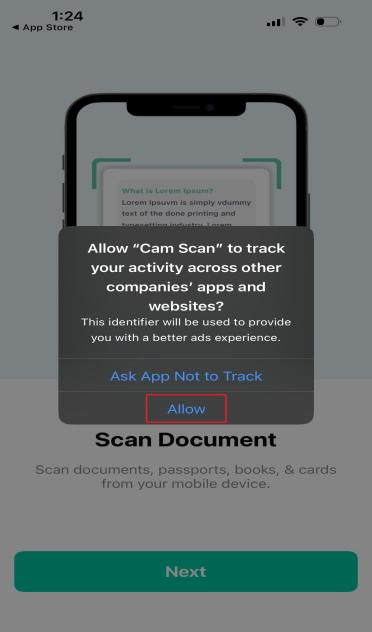 1:24
◄ App Store
What is Lorem Ipsum?
Lorem Ipsuvm is simply vdummy
text of the done printing and
typesetting industry. Lorem
Allow “Cam Scan” to track
your activity across other
companies’ apps and
websites?
This identifier will be used to provide
you with a better ads experience.
Ask App Not to Track
Allow
Scan Document
Scan documents, passports, books, & cards
from your mobile device.
Next